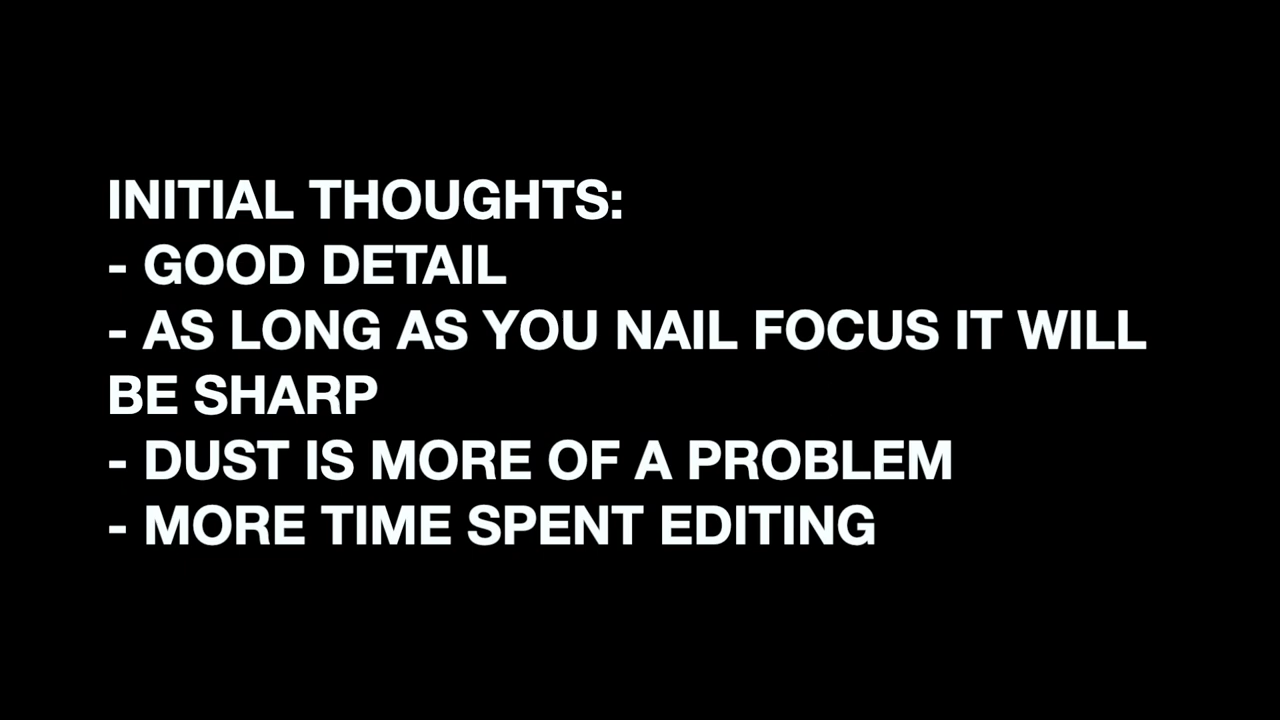 INITIAL THOUGHTS:
- GOOD DETAIL
- AS LONG AS YOU NAIL FOCUS IT WILL
BE SHARP
- DUST IS MORE OF A PROBLEM
- MORE TIME SPENT EDITING